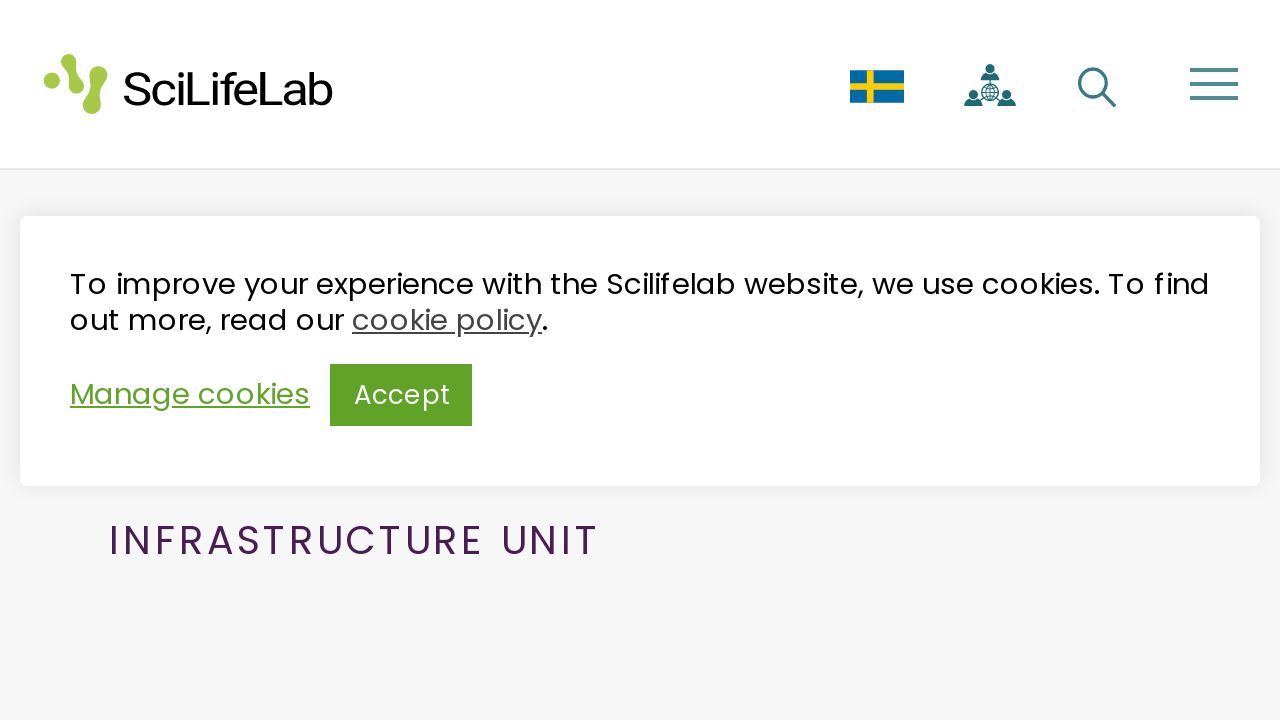 SciLifeLab
To improve your experience with the Scilifelab website, we use cookies. To find
out more, read our cookie policy.
Manage cookies Accept
INFRASTRUCTURE UNIT